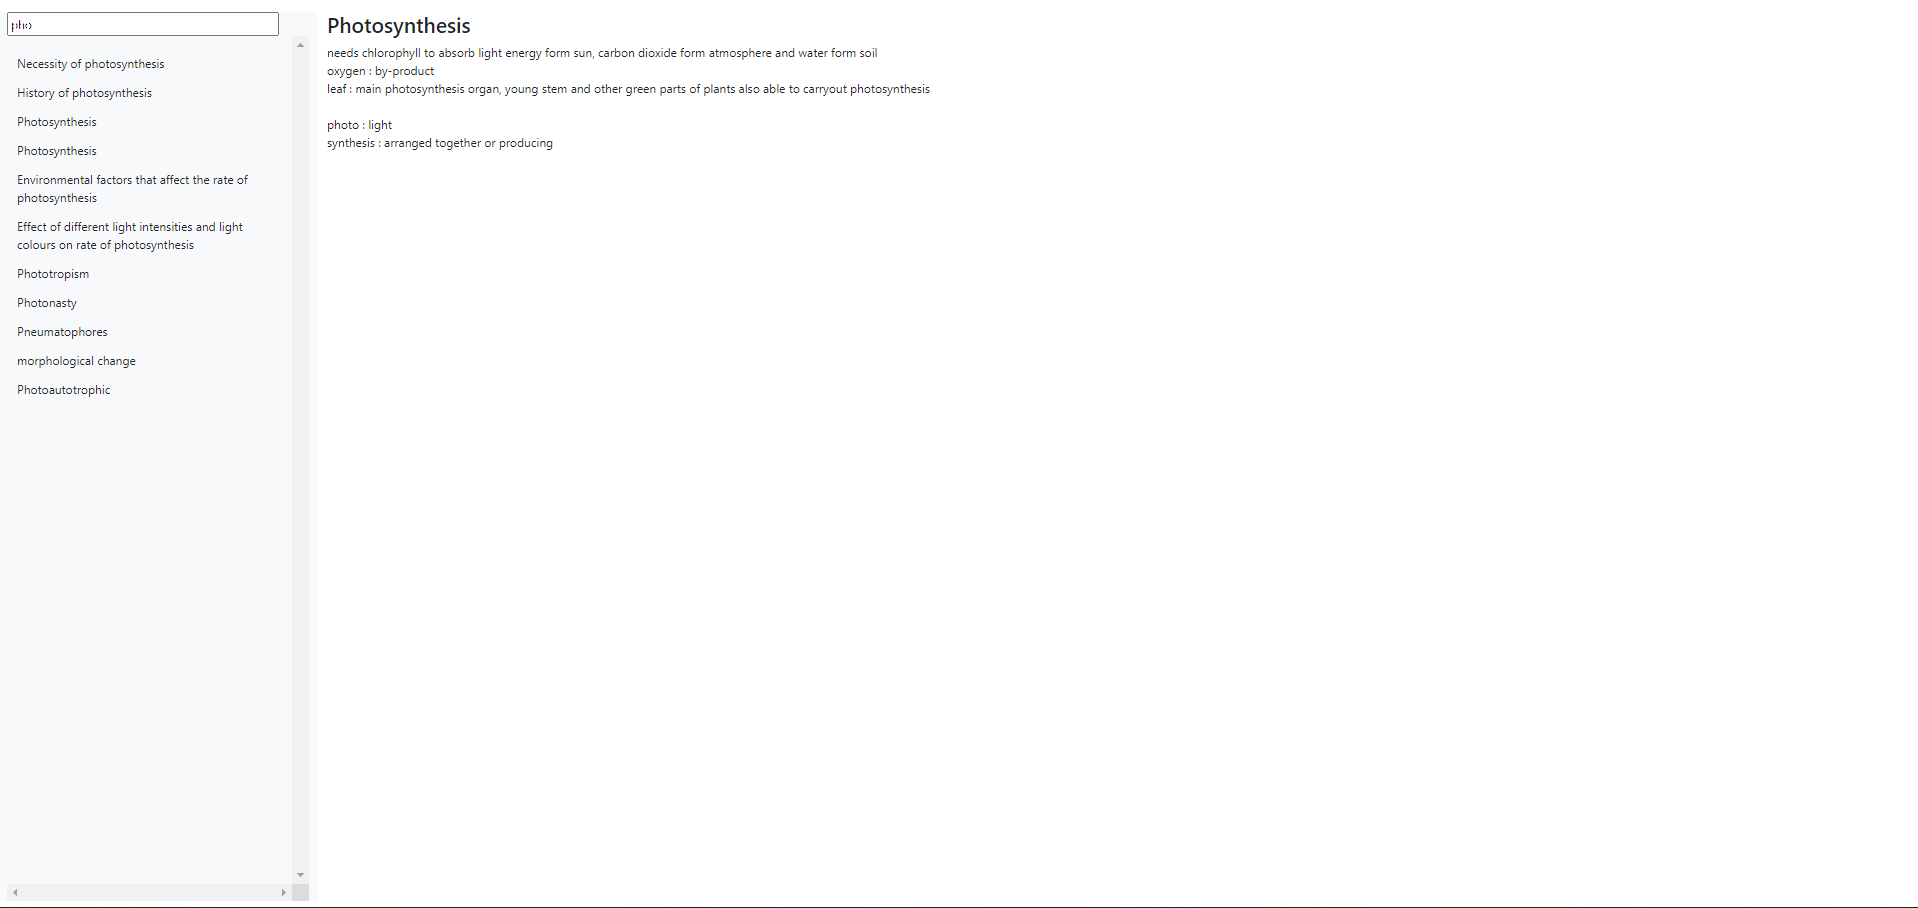 pho
Necessity of photosynthesis
History of photosynthesis
Photosynthesis
Photosynthesis
Environmental factors that affect the rate of
photosynthesis
Effect of different light intensities and light
colours on rate of photosynthesis
Phototropism
Photonasty
Pneumatophores
morphological change
Photoautotrophic
Photosynthesis
needs chlorophyll to absorb light energy form sun, carbon dioxide form atmosphere and water form soil
oxygen : by-product
leaf : main photosynthesis organ, young stem and other green parts of plants also able to carryout photosynthesis
photo : light
synthesis : arranged together or producing